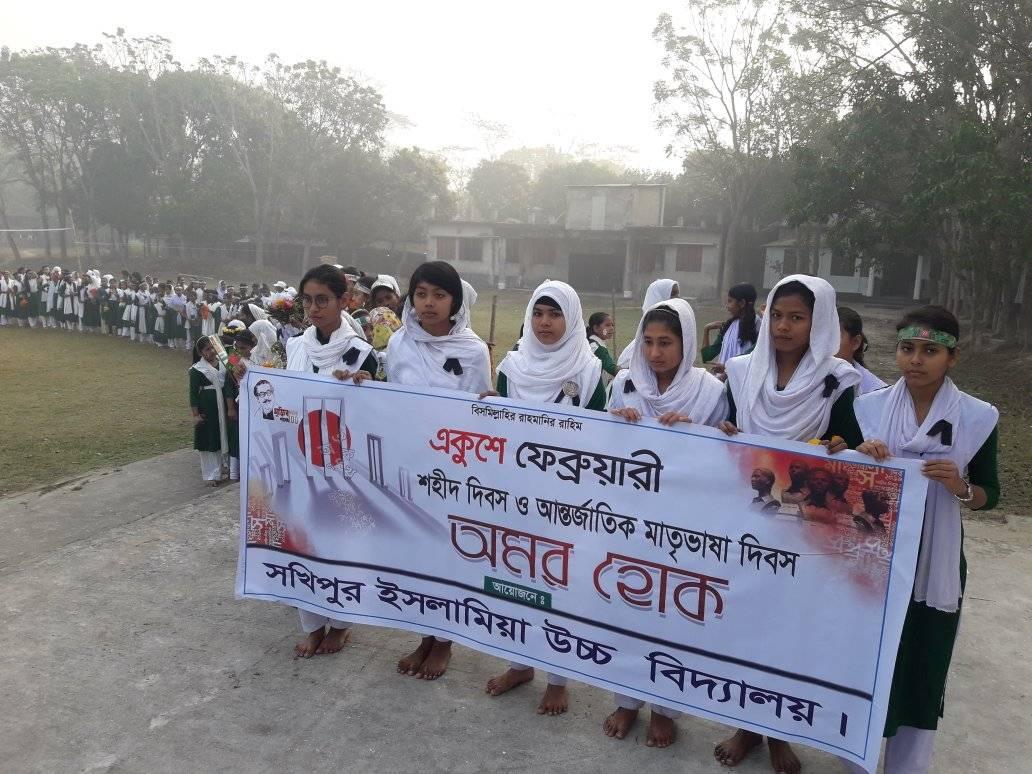 বিসমিল্লাহির রাহমানির রাহিম
একুশে ফেব্রুয়ারী
শহীদ দিবস ও আন্তর্জাতিক মাতৃভাষা দিবস
অমর হোক
আয়োজনে ঃ
সখিপুর ইসলামিয়া উচ্চ বিদ্যালয় ।